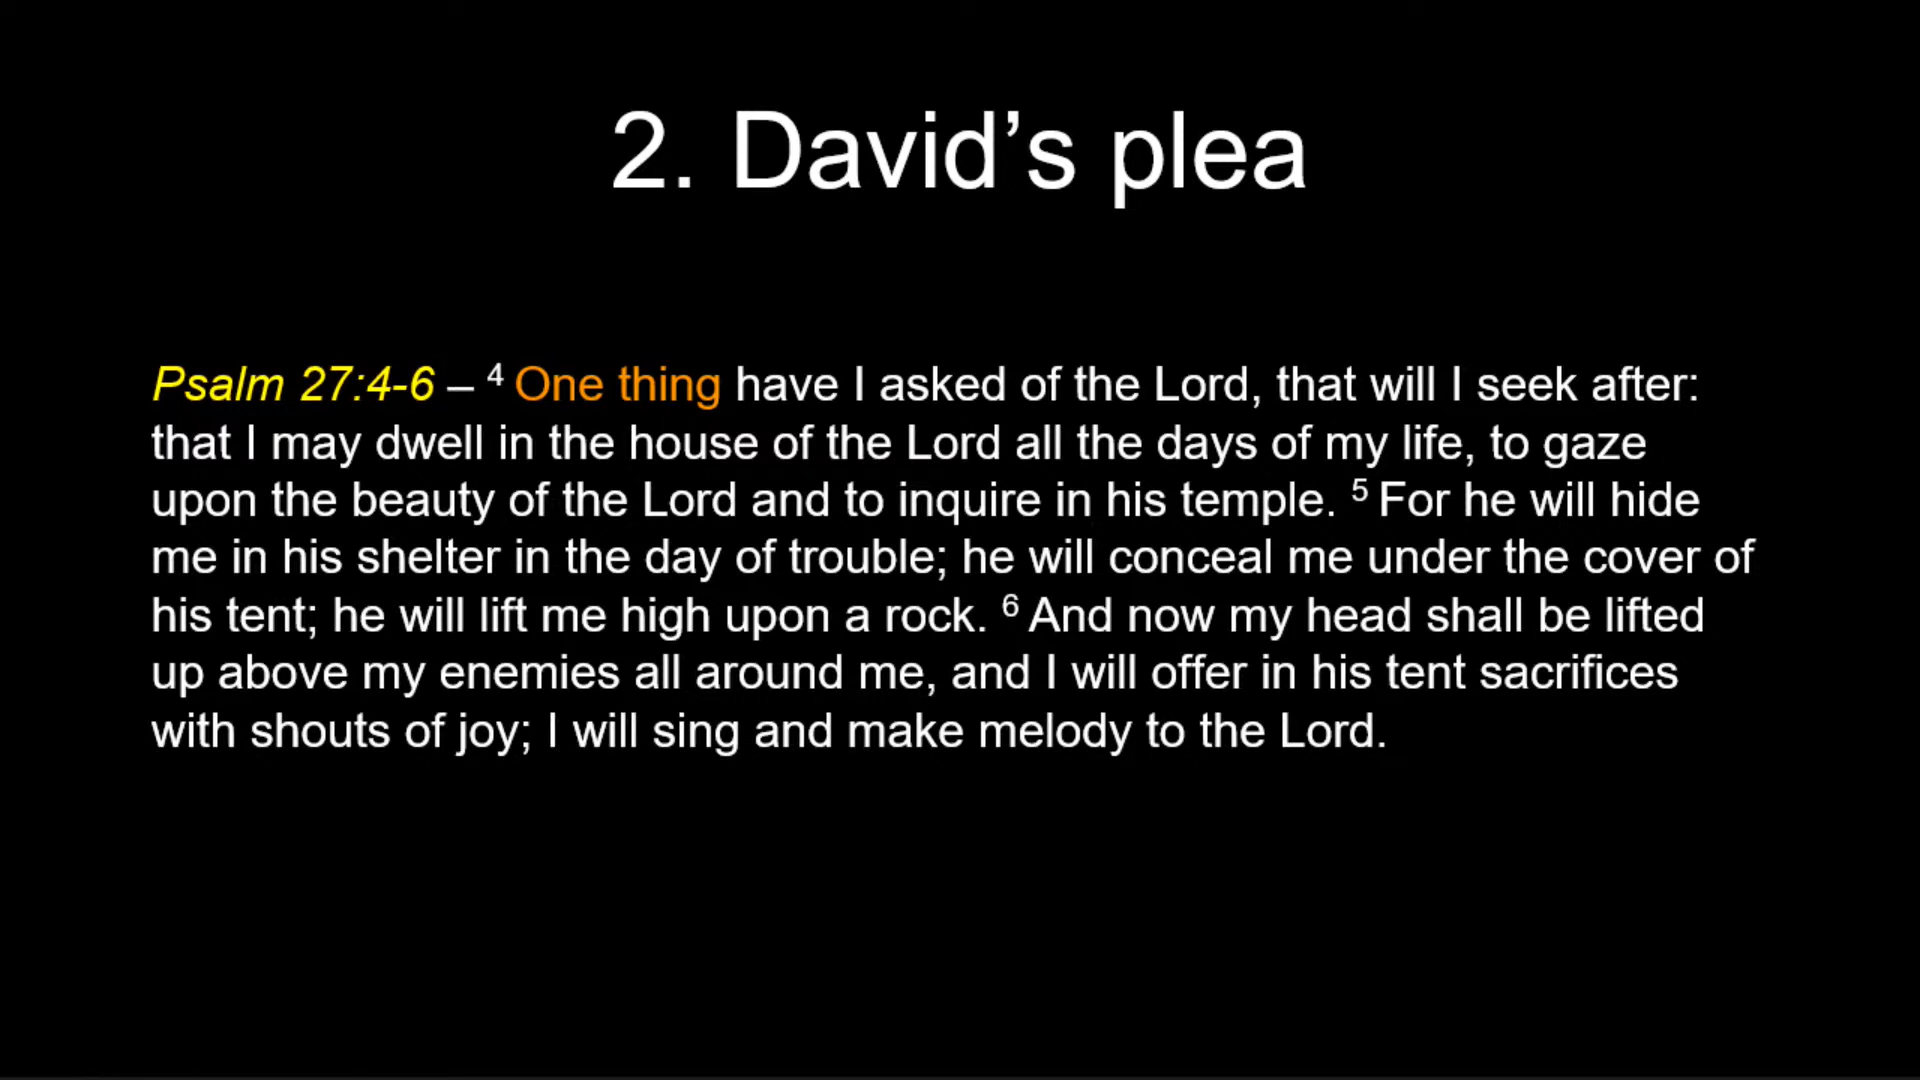 2. David’s plea
Psalm 27:4-6 – ⁴ One thing have I asked of the Lord, that will I seek after:
that I may dwell in the house of the Lord all the days of my life, to gaze
upon the beauty of the Lord and to inquire in his temple. ⁵ For he will hide
me in his shelter in the day of trouble; he will conceal me under the cover of
his tent; he will lift me high upon a rock. ⁶ And now my head shall be lifted
up above my enemies all around me, and I will offer in his tent sacrifices
with shouts of joy; I will sing and make melody to the Lord.